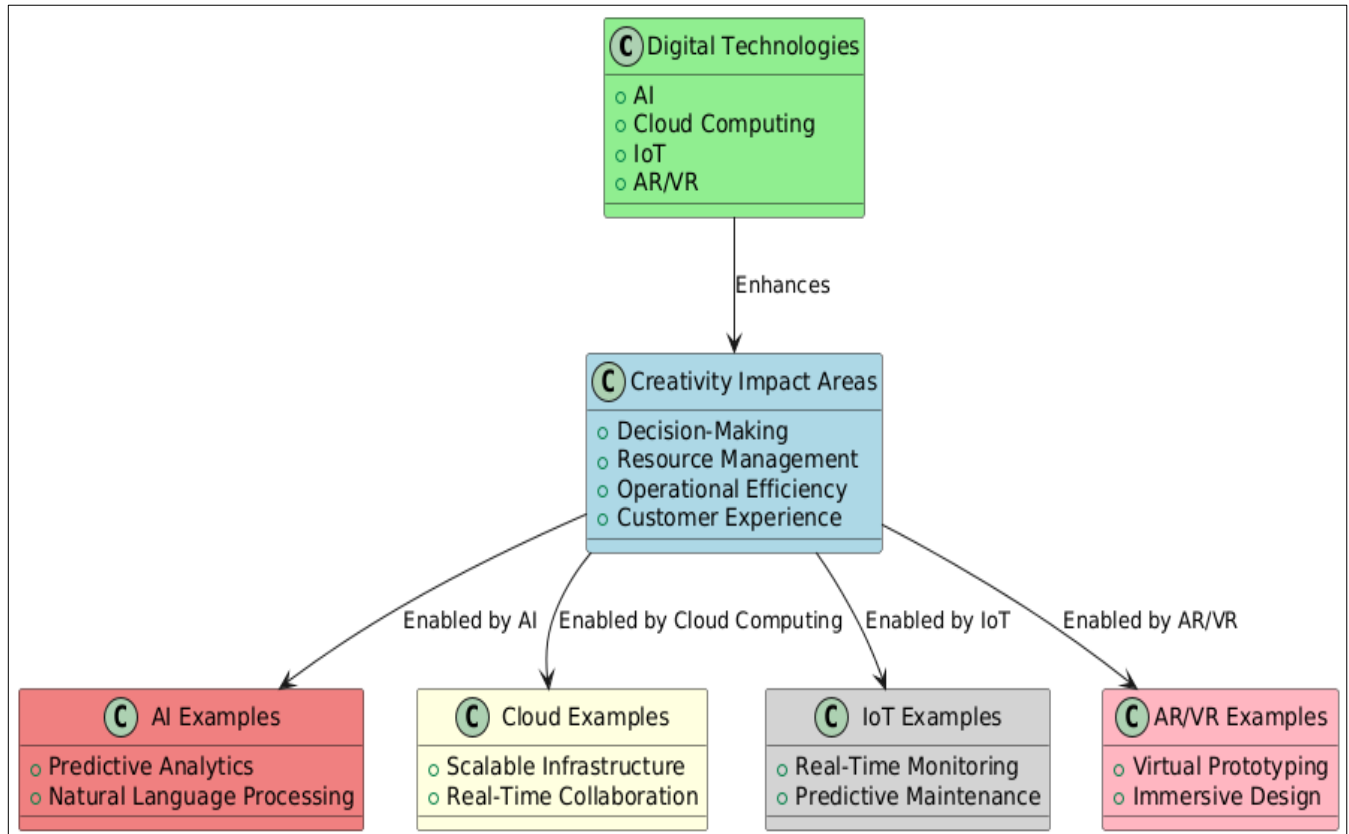 C Digital Technologies
AI
Cloud Computing
IoT
AR/VR
Enhances
C Creativity Impact Areas
Decision-Making
Resource Management
Operational Efficiency
Customer Experience
Enabled by AI
Enabled by Cloud Computing
Enabled by IoT
Enabled by AR/VR
C AI Examples
Predictive Analytics
Natural Language Processing
C Cloud Examples
Scalable Infrastructure
Real-Time Collaboration
C IoT Examples
Real-Time Monitoring
Predictive Maintenance
C AR/VR Examples
Virtual Prototyping
Immersive Design